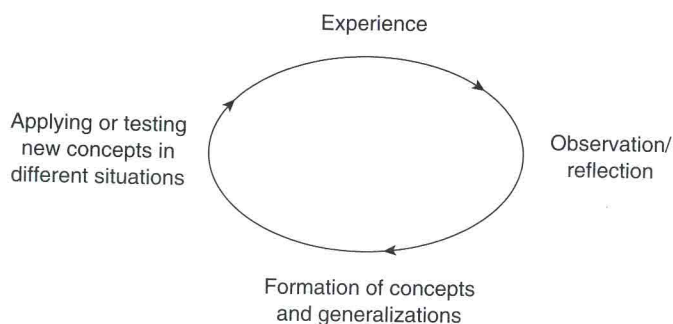 Experience
Observation/
reflection
Formation of concepts
and generalizations
Applying or testing
new concepts in
different situations